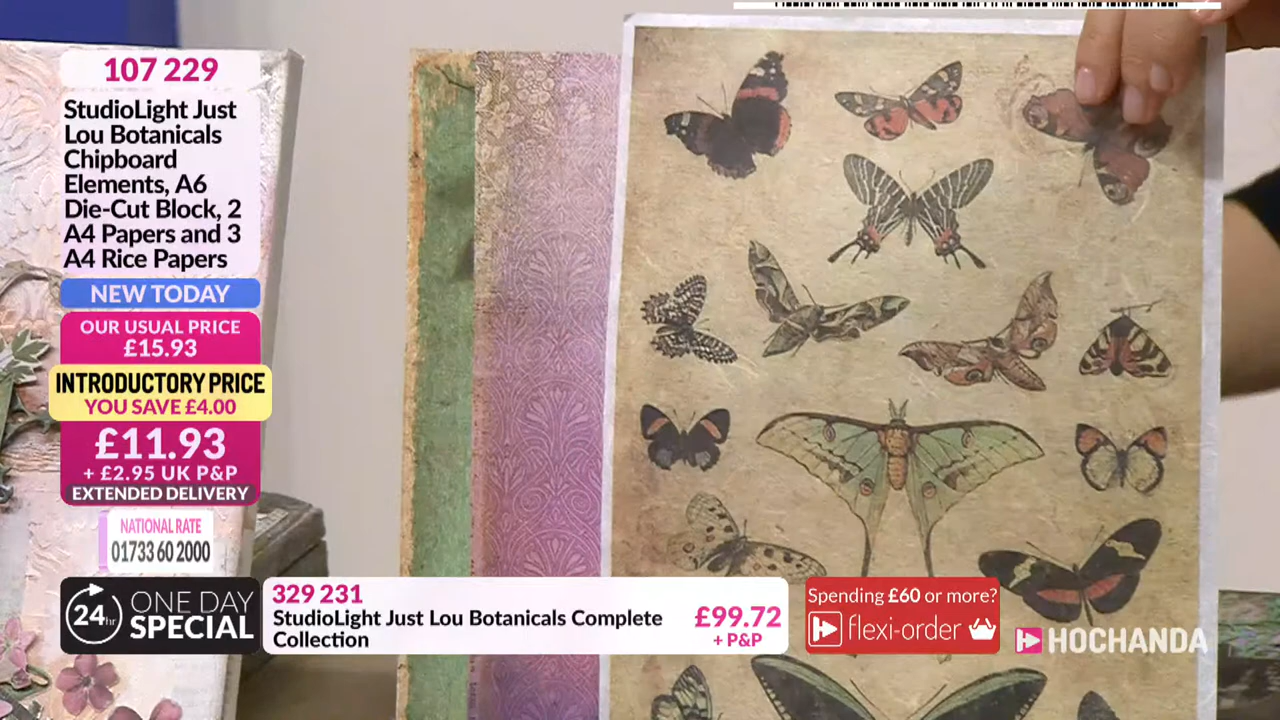 107 229
StudioLight Just
Lou Botanicals
Chipboard
Elements, A6
Die-Cut Block, 2
A4 Papers and 3
A4 Rice Papers
NEW TODAY
OUR USUAL PRICE
£15.93
INTRODUCTORY PRICE
YOU SAVE £4.00
£11.93
+ £2.95 UK P&P
EXTENDED DELIVERY
NATIONAL RATE
01733 60 2000
24hr
ONE DAY
SPECIAL
329 231
StudioLight Just Lou Botanicals Complete
Collection
£99.72
+ P&P
Spending £60 or more?
flexi-order
HOCHANDA